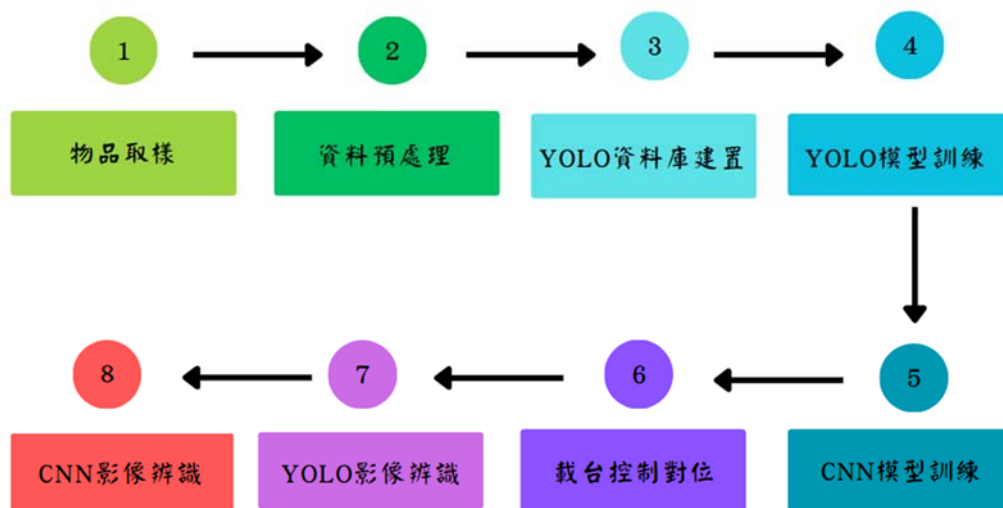 1
2
3
4
物品取樣
資料預處理
YOLO資料庫建置
YOLO模型訓練
8
7
6
5
CNN影像辨識
YOLO影像辨識
載台控制對位
CNN模型訓練